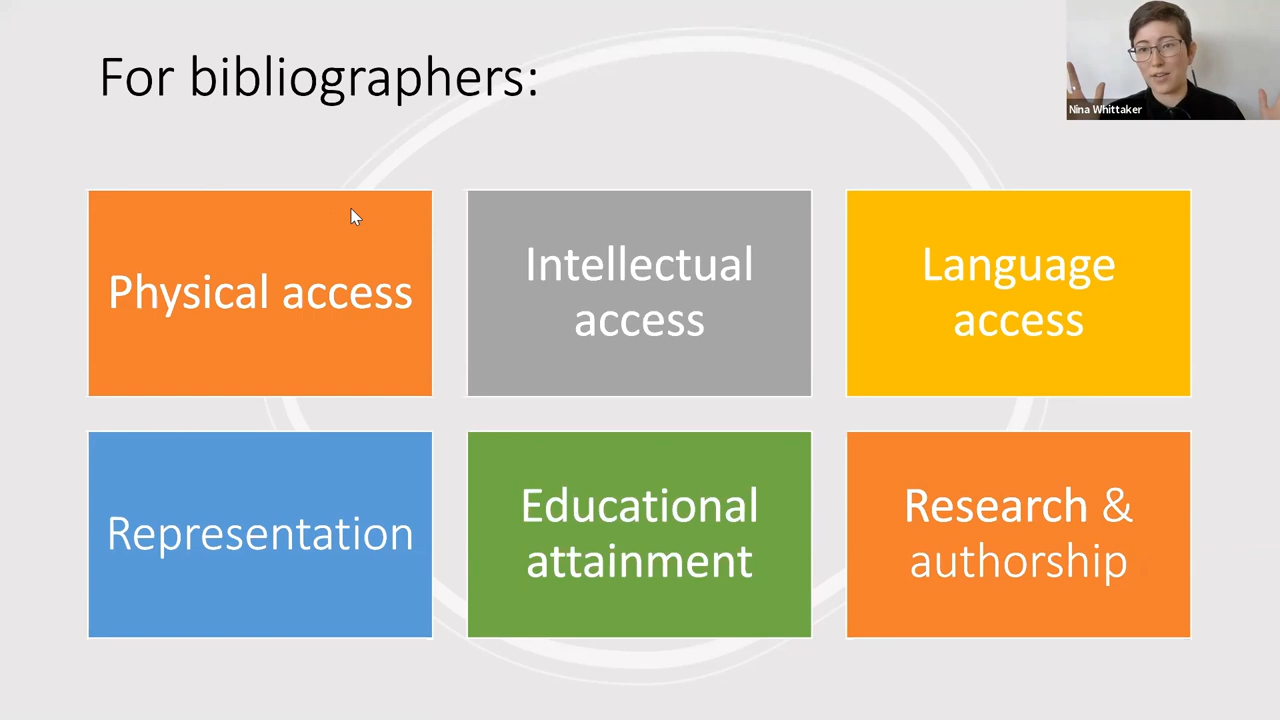 For bibliographers:
Nina Whittaker
Physical access
Intellectual
access
Language
access
Representation
Educational
attainment
Research &
authorship